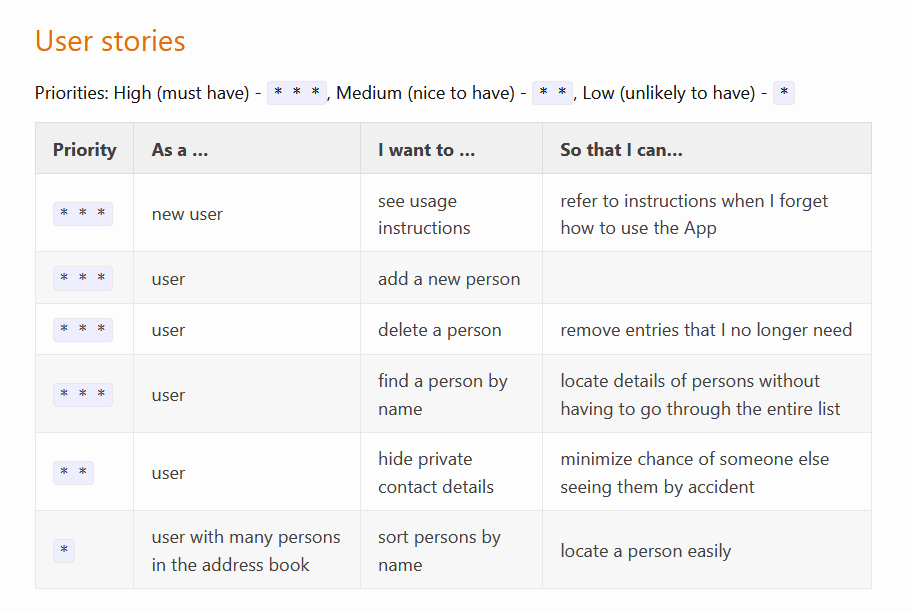 User stories
Priorities: High (must have) - * * *, Medium (nice to have) - * *, Low (unlikely to have) - *
Priority As a ... I want to ... So that I can...
* * * new user see usage instructions refer to instructions when I forget how to use the App
* * * user add a new person
* * * user delete a person remove entries that I no longer need
* * * user find a person by name locate details of persons without having to go through the entire list
* * user hide private contact details minimize chance of someone else seeing them by accident
* user with many persons in the address book sort persons by name locate a person easily